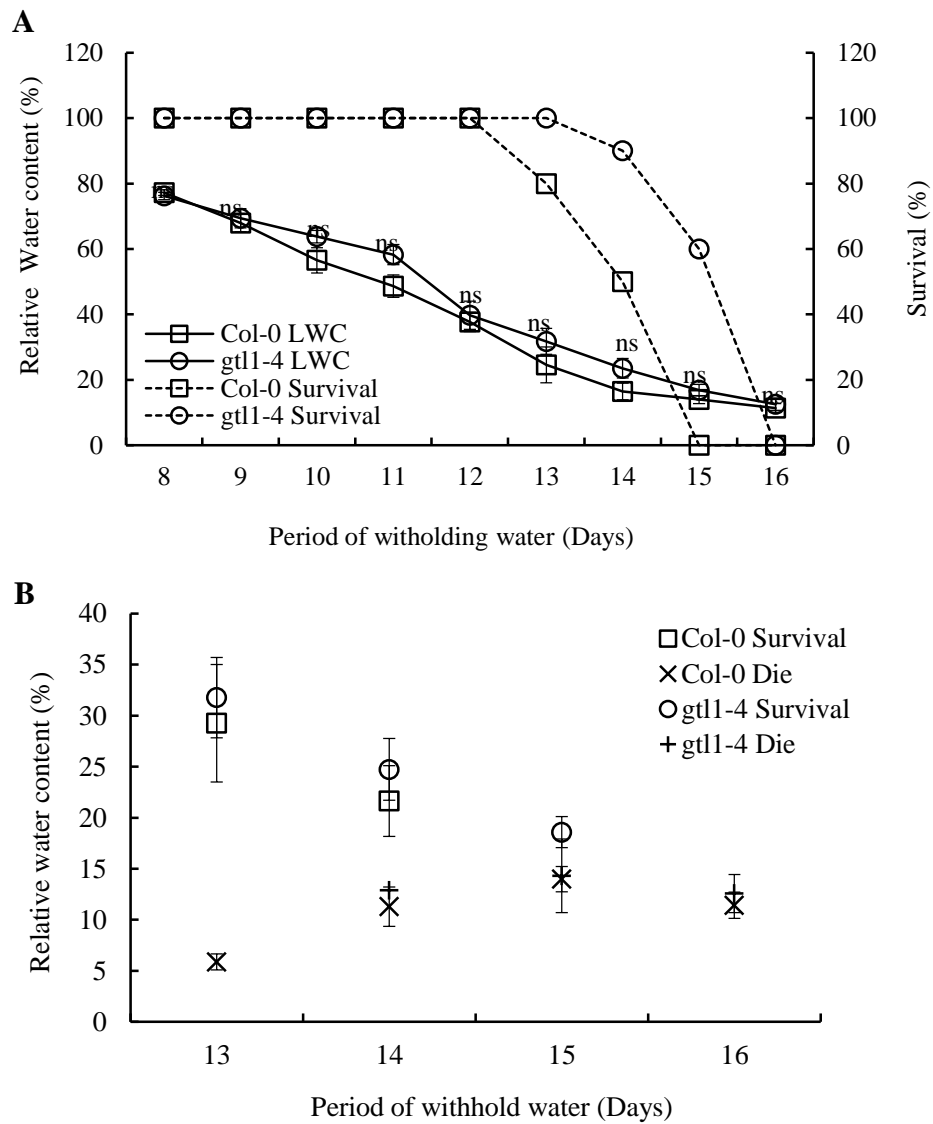 A
120
100
80
60
40
20
0
Relative Water content (%)
120
100
80
60
40
20
0
Survival (%)
ns
ns
ns
ns
ns
ns
ns
ns
ns
Col-0 LWC
gtl1-4 LWC
Col-0 Survival
gtl1-4 Survival
8 9 10 11 12 13 14 15 16
Period of witholding water (Days)
B
40
35
30
25
20
15
10
5
0
Relative water content (%)
Col-0 Survival
Col-0 Die
gtl1-4 Survival
gtl1-4 Die
13 14 15 16
Period of withhold water (Days)